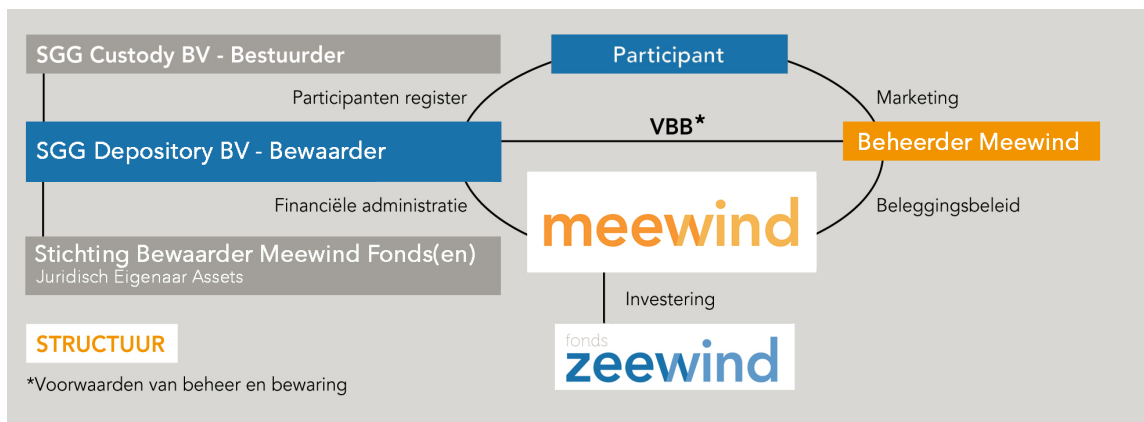 SGG Custody BV - Bestuurder
Participant
Participanten register
Marketing
VBB*
SGG Depository BV - Bewaarder
Beheerder Meewind
Financiële administratie
meewind
Beleggingsbeleid
Stichting Bewaarder Meewind Fonds(en)
Juridisch Eigenaar Assets
Investering
STRUCTUUR
fonds
zeewind
*Voorwaarden van beheer en bewaring